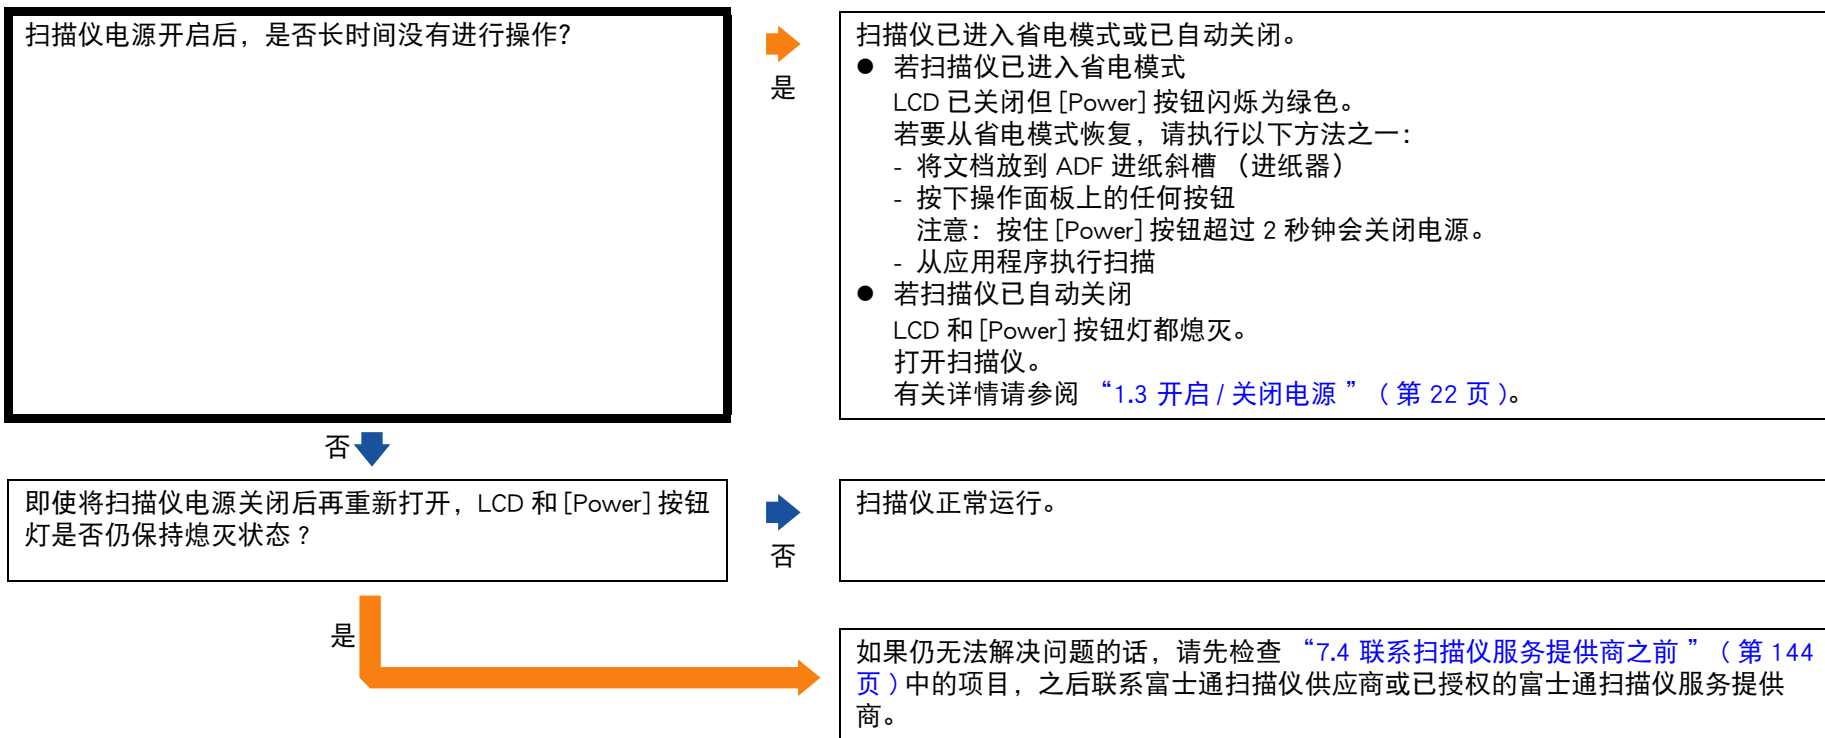 扫描仪电源开启后，是否长时间没有进行操作?
是
扫描仪已进入省电模式或已自动关闭。
● 若扫描仪已进入省电模式
LCD 已关闭但 [Power] 按钮闪烁为绿色。
若要从省电模式恢复，请执行以下方法之一：
- 将文档放到 ADF 进纸斜槽 （进纸器）
- 按下操作面板上的任何按钮
注意：按住 [Power] 按钮超过 2 秒钟会关闭电源。
- 从应用程序执行扫描
● 若扫描仪已自动关闭
LCD 和 [Power] 按钮灯都熄灭。
打开扫描仪。
有关详情请参阅 “1.3 开启 / 关闭电源 ” ( 第 22 页 )。
否
即使将扫描仪电源关闭后再重新打开，LCD 和 [Power] 按钮
灯是否仍保持熄灭状态 ?
否
扫描仪正常运行。
是
如果仍无法解决问题的话，请先检查 “7.4 联系扫描仪服务提供商之前 ” ( 第 144
页 ) 中的项目，之后联系富士通扫描仪供应商或已授权的富士通扫描仪服务提供
商。